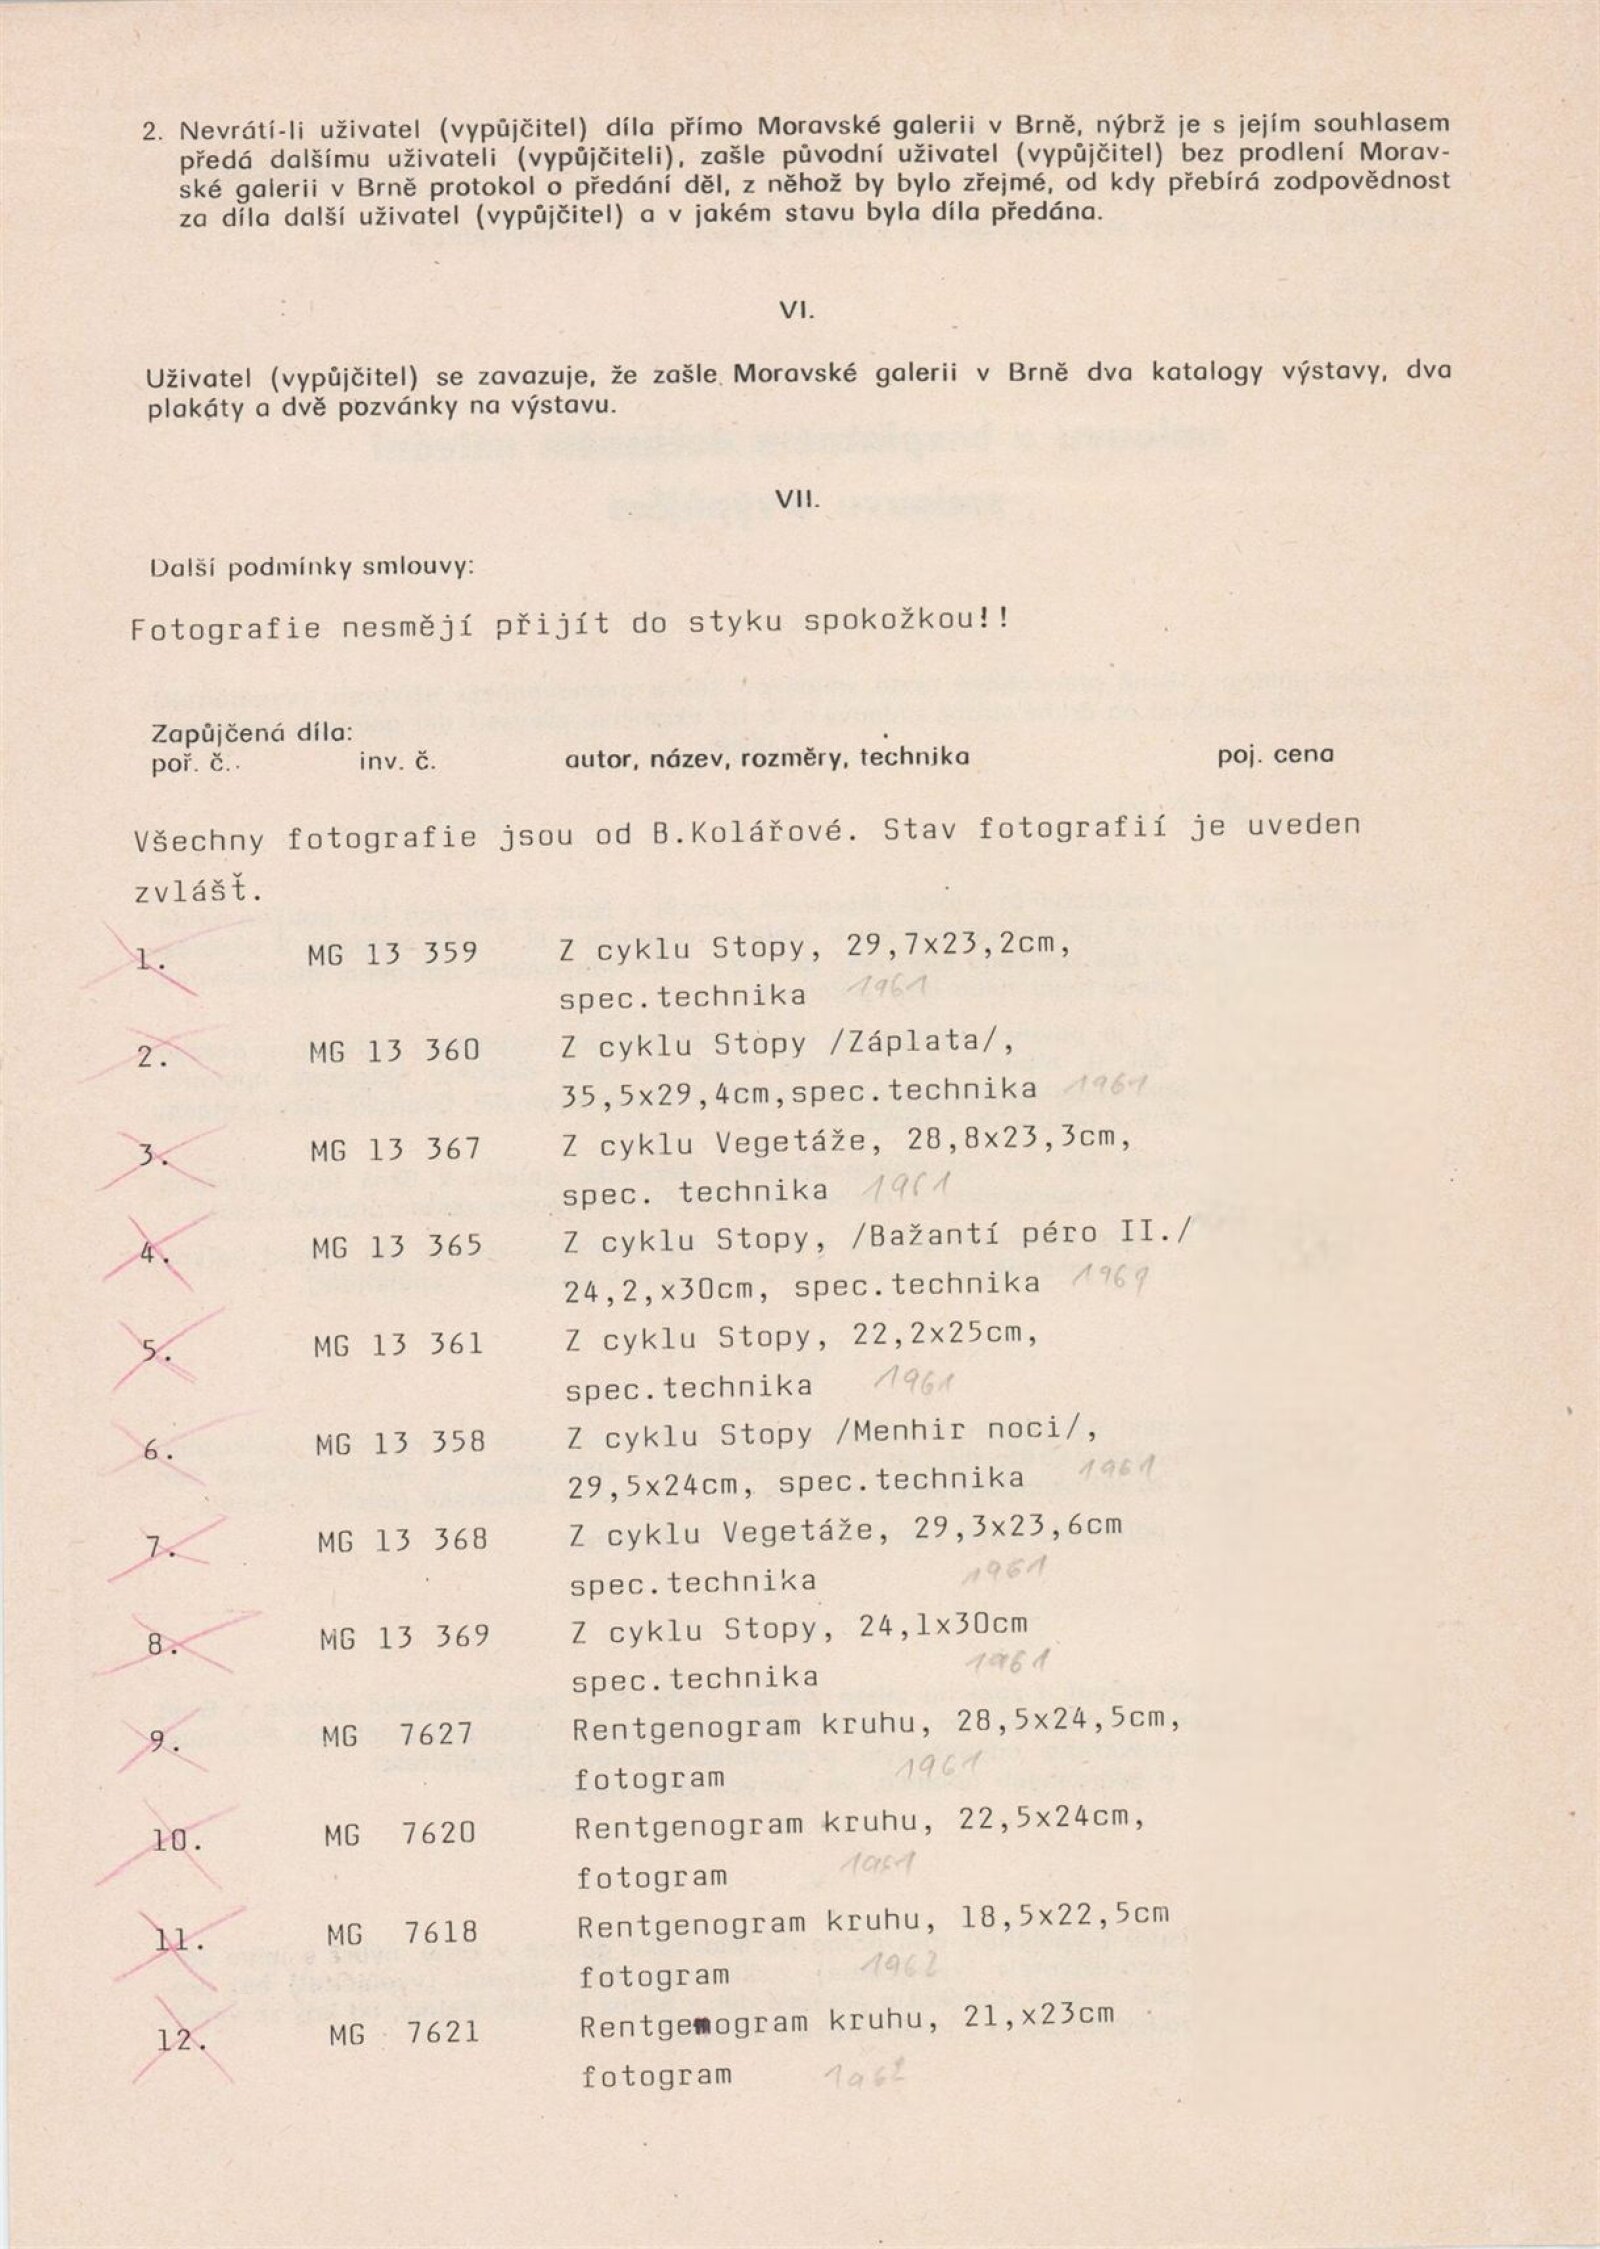 2. Nevrátí-li uživatel (vypůjčitel) díla přímo Moravské galerii v Brně, nýbrž je s jejím souhlasem
předá dalšímu uživateli (vypůjčiteli), zašle původní uživatel (vypůjčitel) bez prodlení Morav-
ské galerii v Brně protokol o předání děl, z něhož by bylo zřejmé, od kdy přebírá zodpovědnost
za díla další uživatel (vypůjčitel) a v jakém stavu byla díla předána.
VI.
Uživatel (vypůjčitel) se zavazuje, že zašle Moravské galerii v Brně dva katalogy výstavy, dva
plakáty a dvě pozvánky na výstavu.
VII.
Další podmínky smlouvy:
Fotografie nesmějí přijít do styku spokožkou!!
Zapůjčená díla:
poř. č. inv. č. autor, název, rozměry, technika poj. cena
Všechny fotografie jsou od B.Kolářové. Stav fotografií je uveden
zvlášť.
1. MG 13 359 Z cyklu Stopy, 29,7x23,2cm,
spec.technika 1961
2. MG 13 360 Z cyklu Stopy /Záplata/,
35,5x29,4cm,spec.technika 1961
3. MG 13 367 Z cyklu Vegetáže, 28,8x23,3cm,
spec. technika 1961
4. MG 13 365 Z cyklu Stopy, /Bažantí péro II./
24,2,x30cm, spec.technika 1961
5. MG 13 361 Z cyklu Stopy, 22,2x25cm,
spec.technika 1961
6. MG 13 358 Z cyklu Stopy /Menhir noci/,
29,5x24cm, spec.technika 1961
7. MG 13 368 Z cyklu Vegetáže, 29,3x23,6cm
spec.technika 1961
8. MG 13 369 Z cyklu Stopy, 24,1x30cm
spec.technika 1961
9. MG 7627 Rentgenogram kruhu, 28,5x24,5cm,
fotogram 1961
10. MG 7620 Rentgenogram kruhu, 22,5x24cm,
fotogram 1961
11. MG 7618 Rentgenogram kruhu, 18,5x22,5cm
fotogram 1962
12. MG 7621 Rentgenogram kruhu, 21,x23cm
fotogram 1962